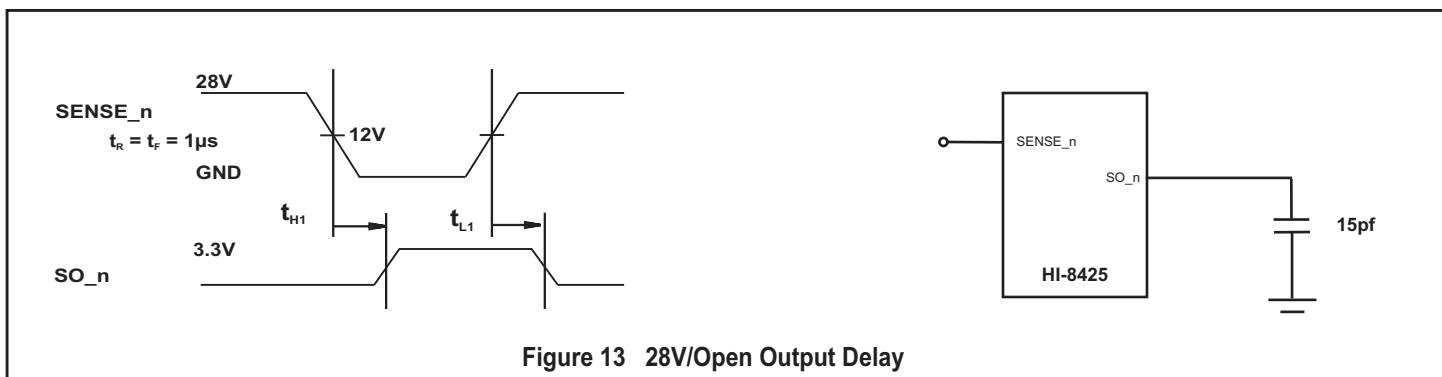 28V
SENSE_n
12V
tR = tF = 1µs
GND
tH1
tL1
3.3V
SO_n
SENSE_n
SO_n
15pf
HI-8425
Figure 13 28V/Open Output Delay